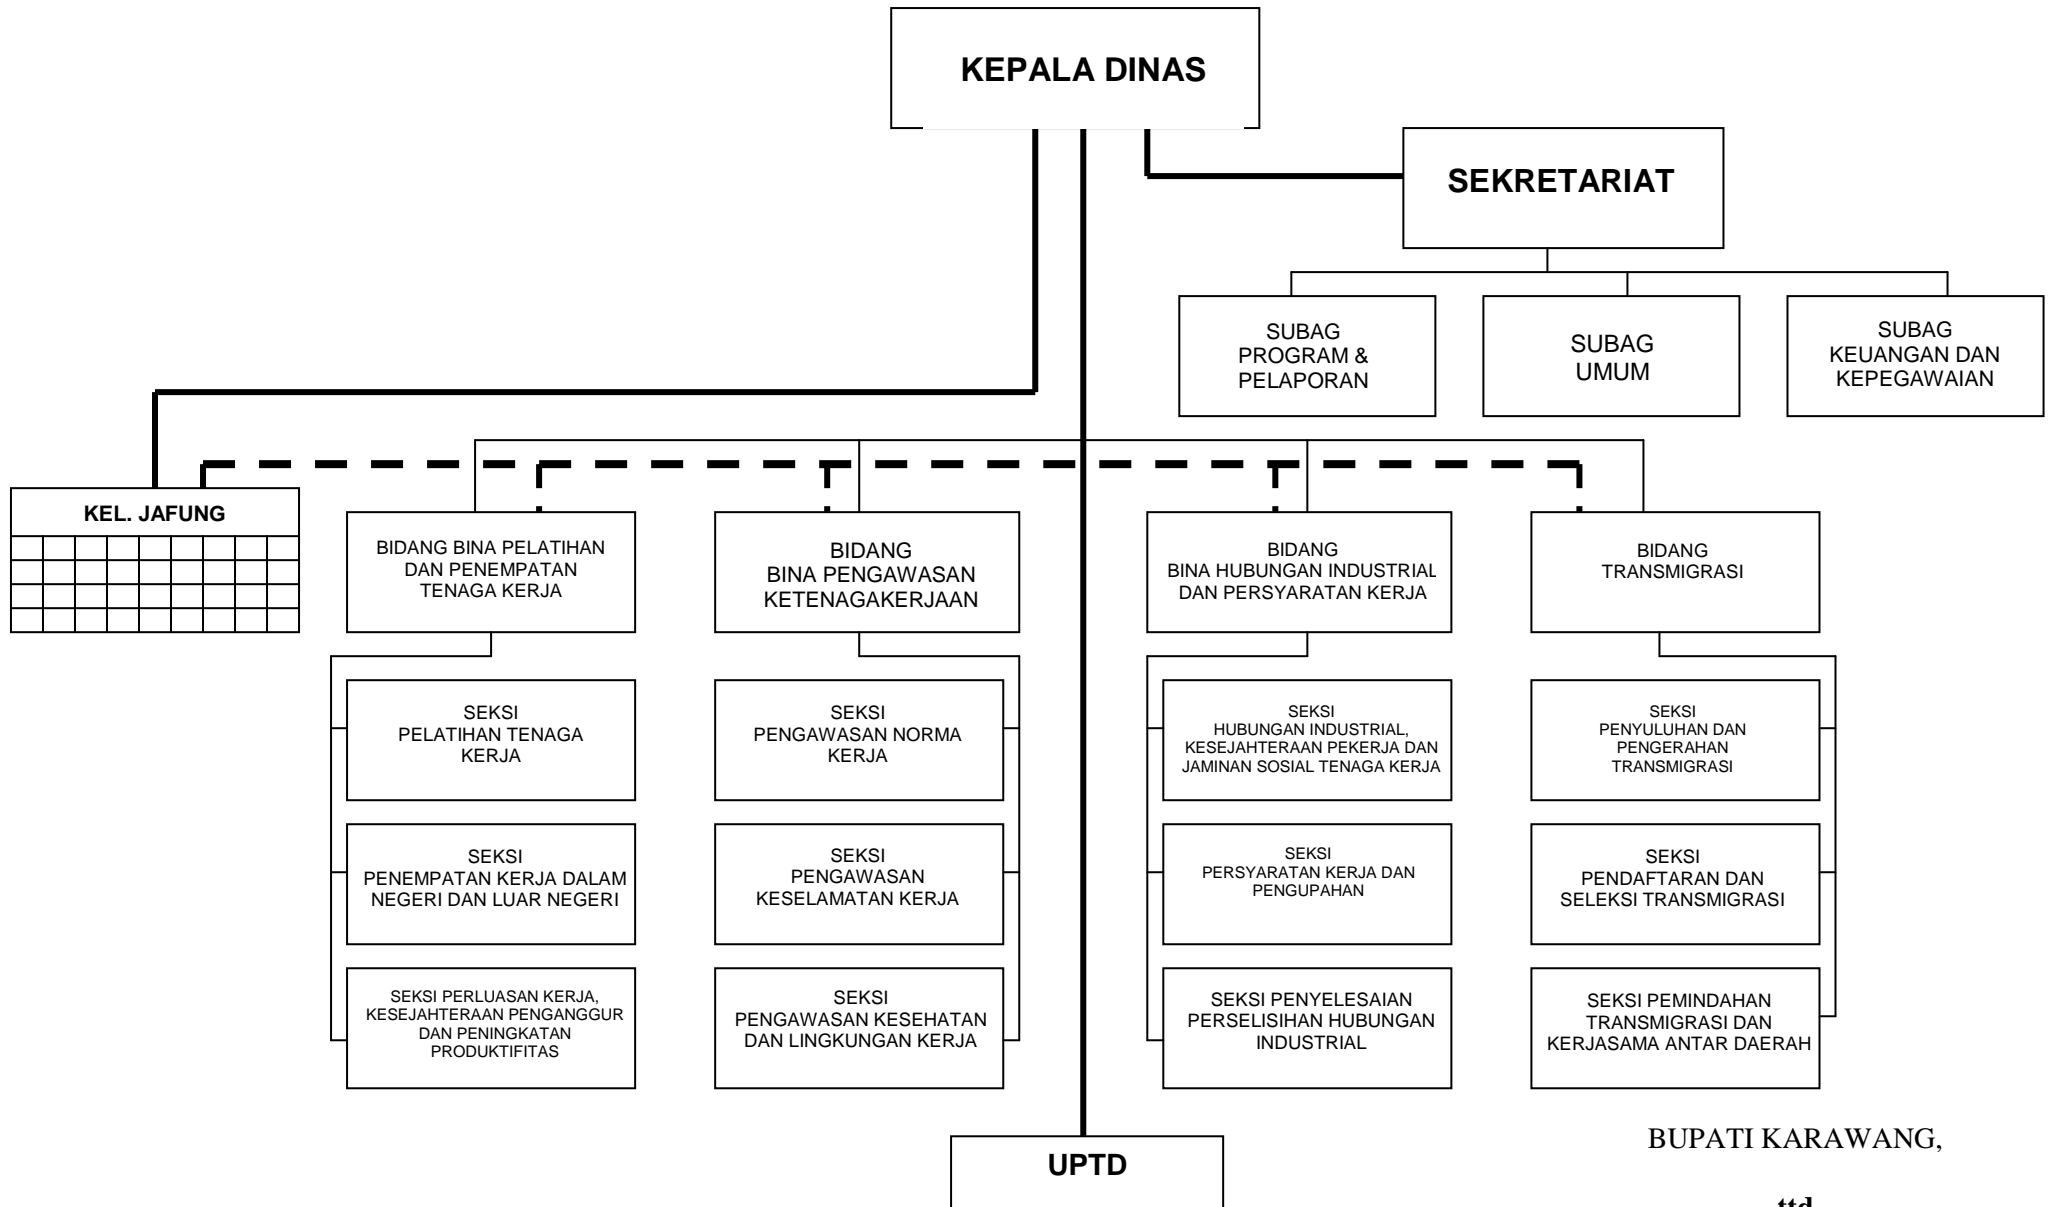 KEPALA DINAS
SEKRETARIAT
SUBAG
PROGRAM &
PELAPORAN
SUBAG
UMUM
SUBAG
KEUANGAN DAN
KEPEGAWAIAN
KEL. JAFUNG
BIDANG BINA PELATIHAN
DAN PENEMPATAN
TENAGA KERJA
BIDANG
BINA PENGAWASAN
KETENAGAKERJAAN
BIDANG
BINA HUBUNGAN INDUSTRIAL
DAN PERSYARATAN KERJA
BIDANG
TRANSMIGRASI
SEKSI
PELATIHAN TENAGA
KERJA
SEKSI
PENGAWASAN NORMA
KERJA
SEKSI
HUBUNGAN INDUSTRIAL,
KESEJAHTERAAN PEKERJA DAN
JAMINAN SOSIAL TENAGA KERJA
SEKSI
PENYULUHAN DAN
PENGERAHAN
TRANSMIGRASI
SEKSI
PENEMPATAN KERJA DALAM
NEGERI DAN LUAR NEGERI
SEKSI
PENGAWASAN
KESELAMATAN KERJA
SEKSI
PERSYARATAN KERJA DAN
PENGUPAHAN
SEKSI
PENDAFTARAN DAN
SELEKSI TRANSMIGRASI
SEKSI PERLUASAN KERJA,
KESEJAHTERAAN PENGANGGUR
DAN PENINGKATAN
PRODUKTIFITAS
SEKSI
PENGAWASAN KESEHATAN
DAN LINGKUNGAN KERJA
SEKSI PENYELESAIAN
PERSELISIHAN HUBUNGAN
INDUSTRIAL
SEKSI PEMINDAHAN
TRANSMIGRASI DAN
KERJASAMA ANTAR DAERAH
UPTD
BUPATI KARAWANG,
ttd